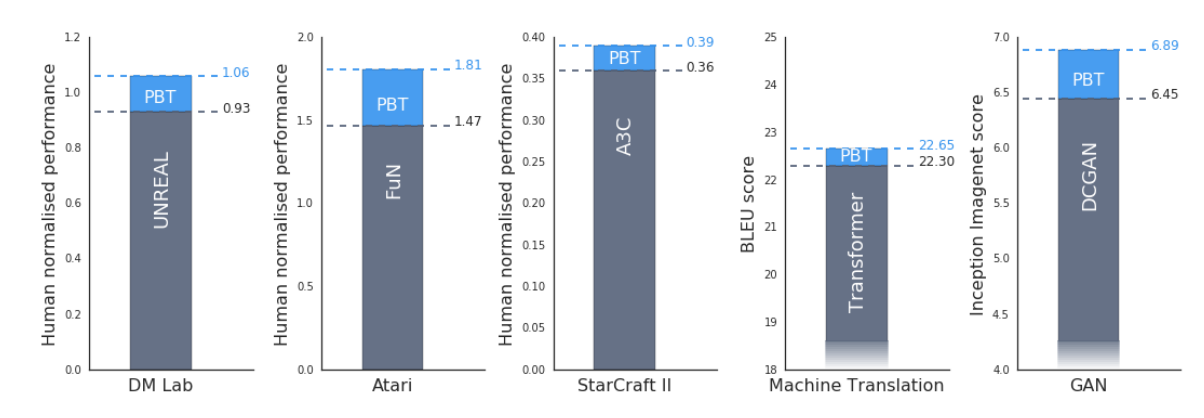 Human normalised performance
1.2
1.0
0.8
0.6
0.4
0.2
0.0
1.06
0.93
PBT
UNREAL
DM Lab
Human normalised performance
2.0
1.5
1.0
0.5
0.0
1.81
1.47
PBT
FuN
Atari
Human normalised performance
0.40
0.35
0.30
0.25
0.20
0.15
0.10
0.05
0.00
0.39
0.36
PBT
A3C
StarCraft II
BLEU score
25
23
22
21
20
19
18
22.65
22.30
PBT
Transformer
Machine Translation
Inception Imagenet score
7.0
6.5
6.0
5.5
5.0
4.5
4.0
6.89
6.45
PBT
DCGAN
GAN